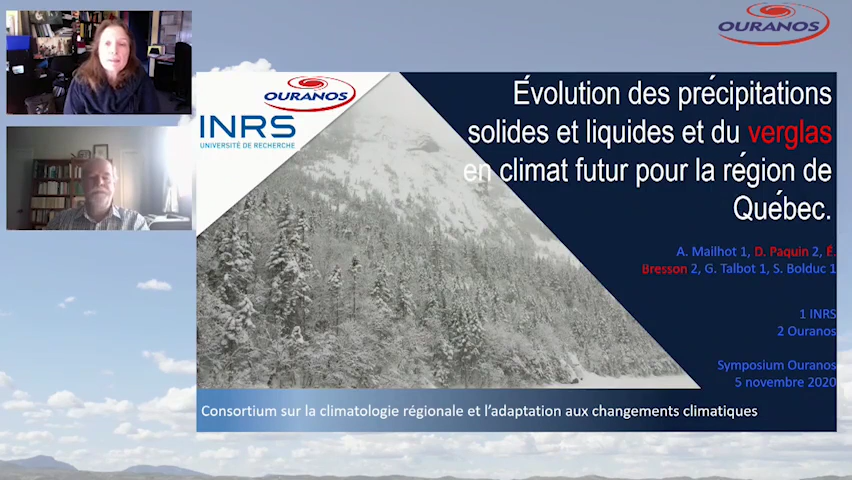 OURANOS
OURANOS
INRS
UNIVERSITÉ DE RECHERCHE
Évolution des précipitations
solides et liquides et du verglas
en climat futur pour la région de
Québec.
A. Mailhot 1, D. Paquin 2, É.
Bresson 2, G. Talbot 1, S. Bolduc 1
1 INRS
2 Ouranos
Symposium Ouranos
5 novembre 2020
Consortium sur la climatologie régionale et l'adaptation aux changements climatiques